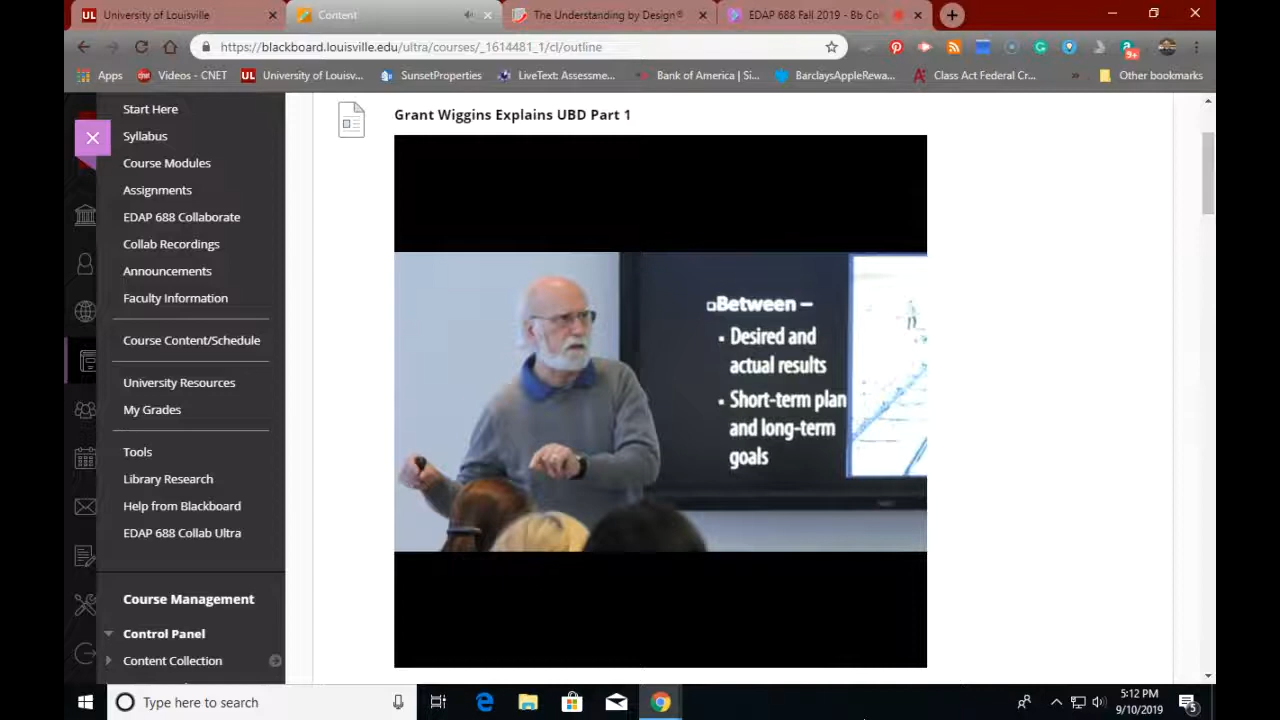 University of Louisville
Content
The Understanding by Design®
EDAP 688 Fall 2019 - Bb Col
https://blackboard.louisville.edu/ultra/courses/_1614481_1/cl/outline
9+
Apps
Videos - CNET
University of Louisv...
SunsetProperties
LiveText: Assessme...
Bank of America | Si...
BarclaysAppleRewa...
Class Act Federal Cr...
»
Other bookmarks
Start Here
Syllabus
Course Modules
Assignments
EDAP 688 Collaborate
Collab Recordings
Announcements
Faculty Information
Course Content/Schedule
University Resources
My Grades
Tools
Library Research
Help from Blackboard
EDAP 688 Collab Ultra
Course Management
Control Panel
Content Collection
Grant Wiggins Explains UBD Part 1
Between –
▪ Desired and
actual results
▪ Short-term plan
and long-term
goals
Type here to search
5:12 PM
9/10/2019
5